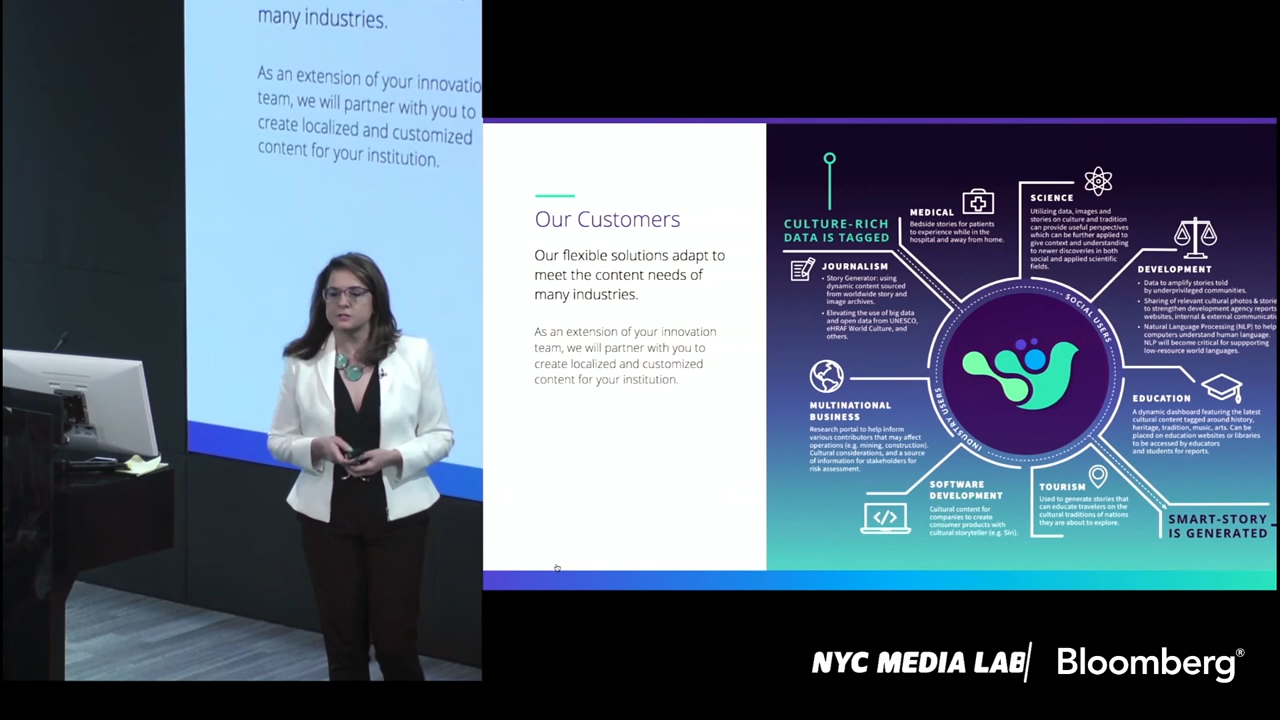 many industries.
As an extension of your innovatio
team, we will partner with you to
create localized and customized
content for your institution.
Our Customers
Our flexible solutions adapt to
meet the content needs of
many industries.
As an extension of your innovation
team, we will partner with you to
create localized and customized
content for your institution.
CULTURE-RICH
DATA IS TAGGED
MEDICAL
Bedside stories for patients
to experience while in the
hospital and away from home.
SCIENCE
Utilizing data, images and
stories on culture and tradition
can provide useful perspectives
which can be further applied to
give context and understanding
to newer discoveries in both
social and applied scientific
fields.
JOURNALISM
• Story Generator: using
dynamic content sourced
from worldwide story and
image archives.
• Elevating the use of big data
and open data from UNESCO,
eHRAF World Culture, and
others.
DEVELOPMENT
• Data to amplify stories told
by underprivileged communities.
• Sharing of relevant cultural photos & storie
to strengthen development agency reports
websites, internal & external communicatio
• Natural Language Processing (NLP) to help
computers understand human language.
NLP will become critical for suppporting
low-resource world languages.
SOCIAL USERS
INDUSTRY USERS
MULTINATIONAL
BUSINESS
Research portal to help inform
various contributors that may affect
operations (e.g. mining, construction).
Cultural considerations, and a source
of information for stakeholders for
risk assessment.
EDUCATION
A dynamic dashboard featuring the latest
cultural content tagged around history,
heritage, tradition, music, arts. Can be
placed on education websites or libraries
to be accessed by educators
and students for reports.
SOFTWARE
DEVELOPMENT
Cultural content for
companies to create
consumer products with
cultural storyteller (e.g. Siri).
</>
TOURISM
Used to generate stories that
can educate travelers on the
cultural traditions of nations
they are about to explore.
SMART-STORY
IS GENERATED
NYC MEDIA LAB
Bloomberg®